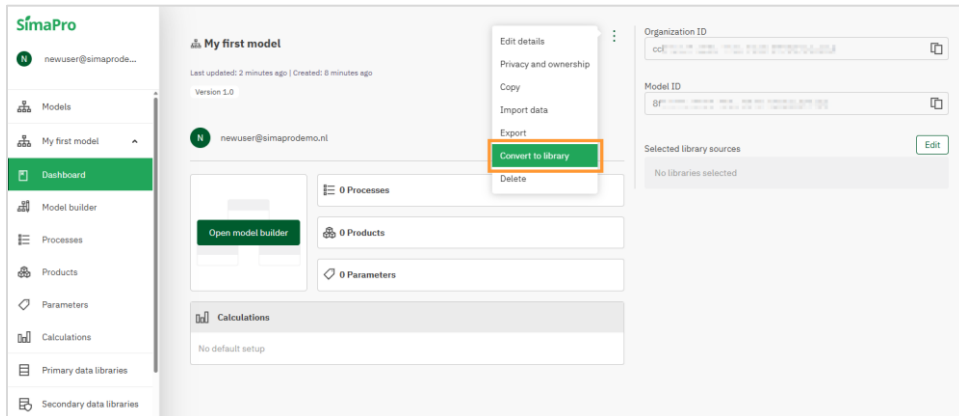 SimaPro
N newuser@simaprode...
Models
My first model
Dashboard
Model builder
Processes
Products
Parameters
Calculations
Primary data libraries
Secondary data libraries
My first model
Last updated: 2 minutes ago | Created: 8 minutes ago
Version 1.0
N newuser@simaprodemo.nl
Open model builder
0 Processes
0 Products
0 Parameters
Calculations
No default setup
Edit details
Privacy and ownership
Copy
Import data
Export
Convert to library
Delete
Organization ID
Model ID
Selected library sources
Edit
No libraries selected